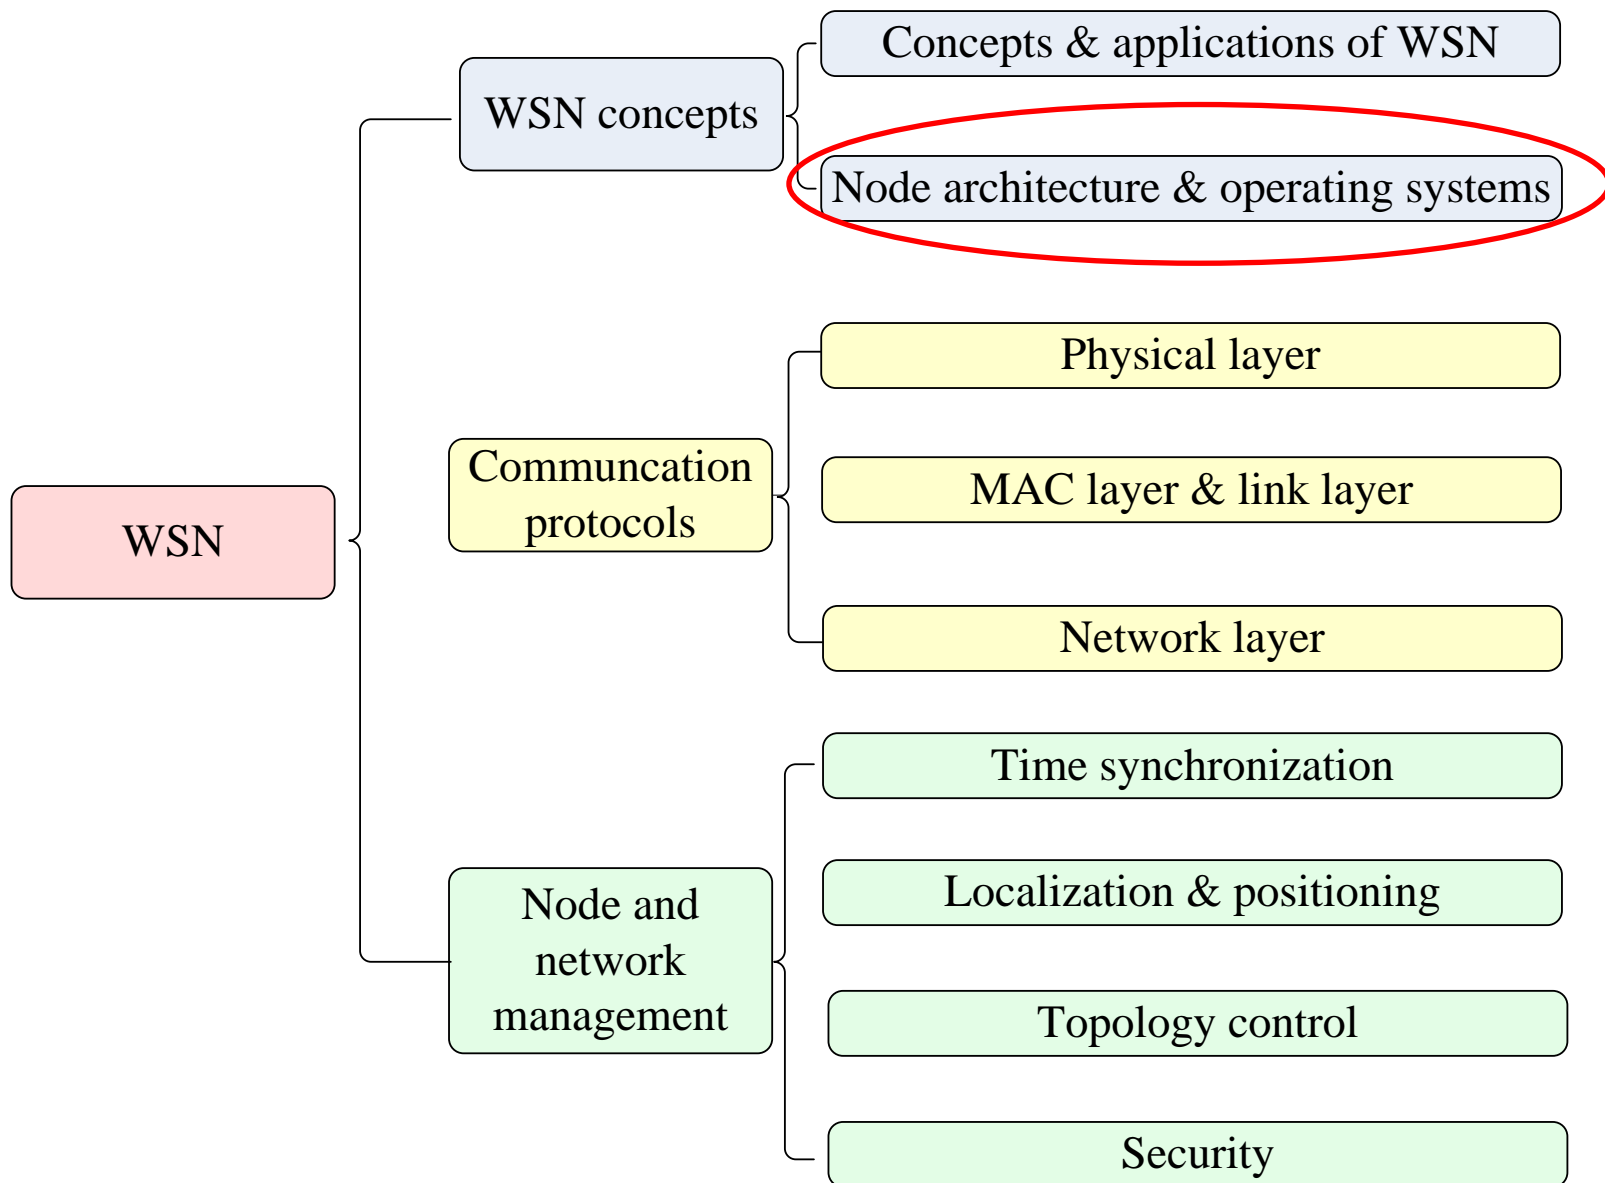 WSN
WSN concepts
Concepts & applications of WSN
Node architecture & operating systems
Communcation
protocols
Physical layer
MAC layer & link layer
Network layer
Node and
network
management
Time synchronization
Localization & positioning
Topology control
Security